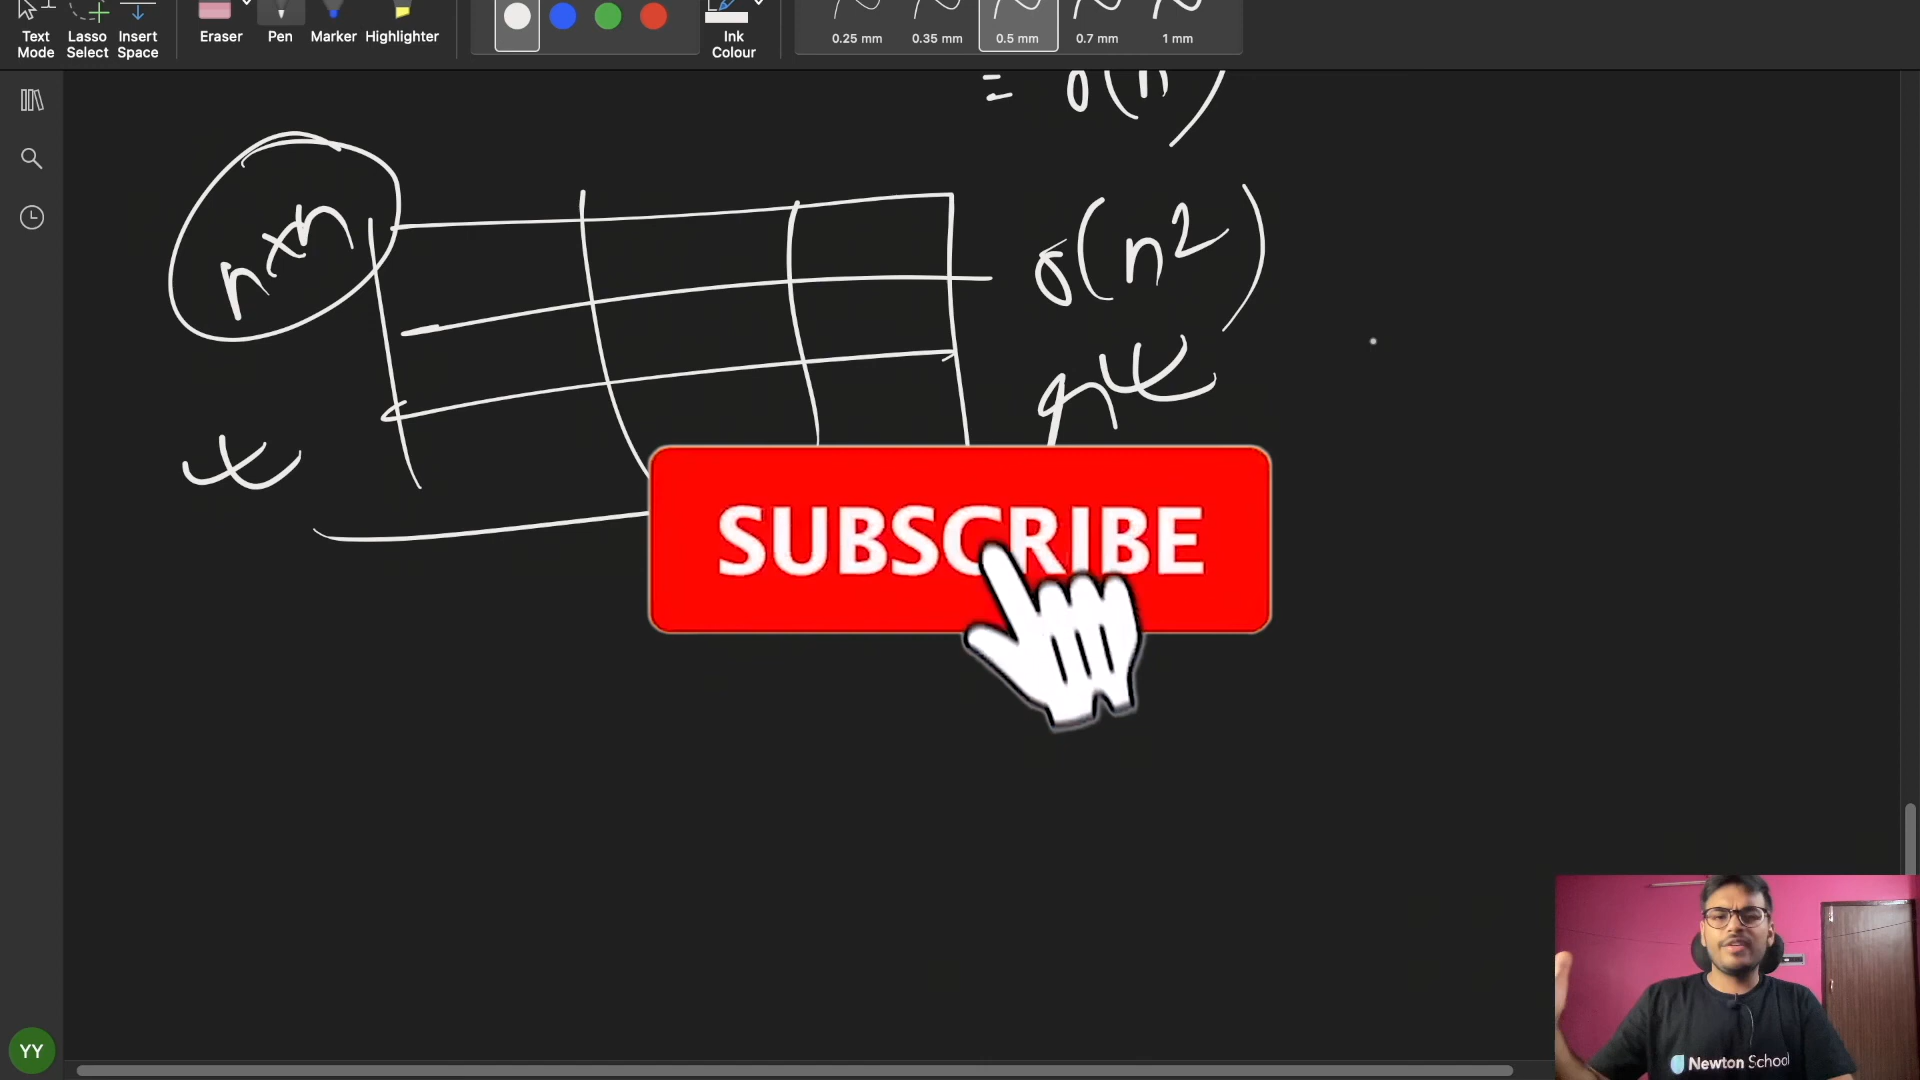 Text Mode
Lasso Select
Insert Space
Eraser
Pen
Marker
Highlighter
Ink Colour
0.25 mm
0.35 mm
0.5 mm
0.7 mm
1 mm
= O(n)
n×n
O(n2)
SUBSCRIBE
YY
Newton School